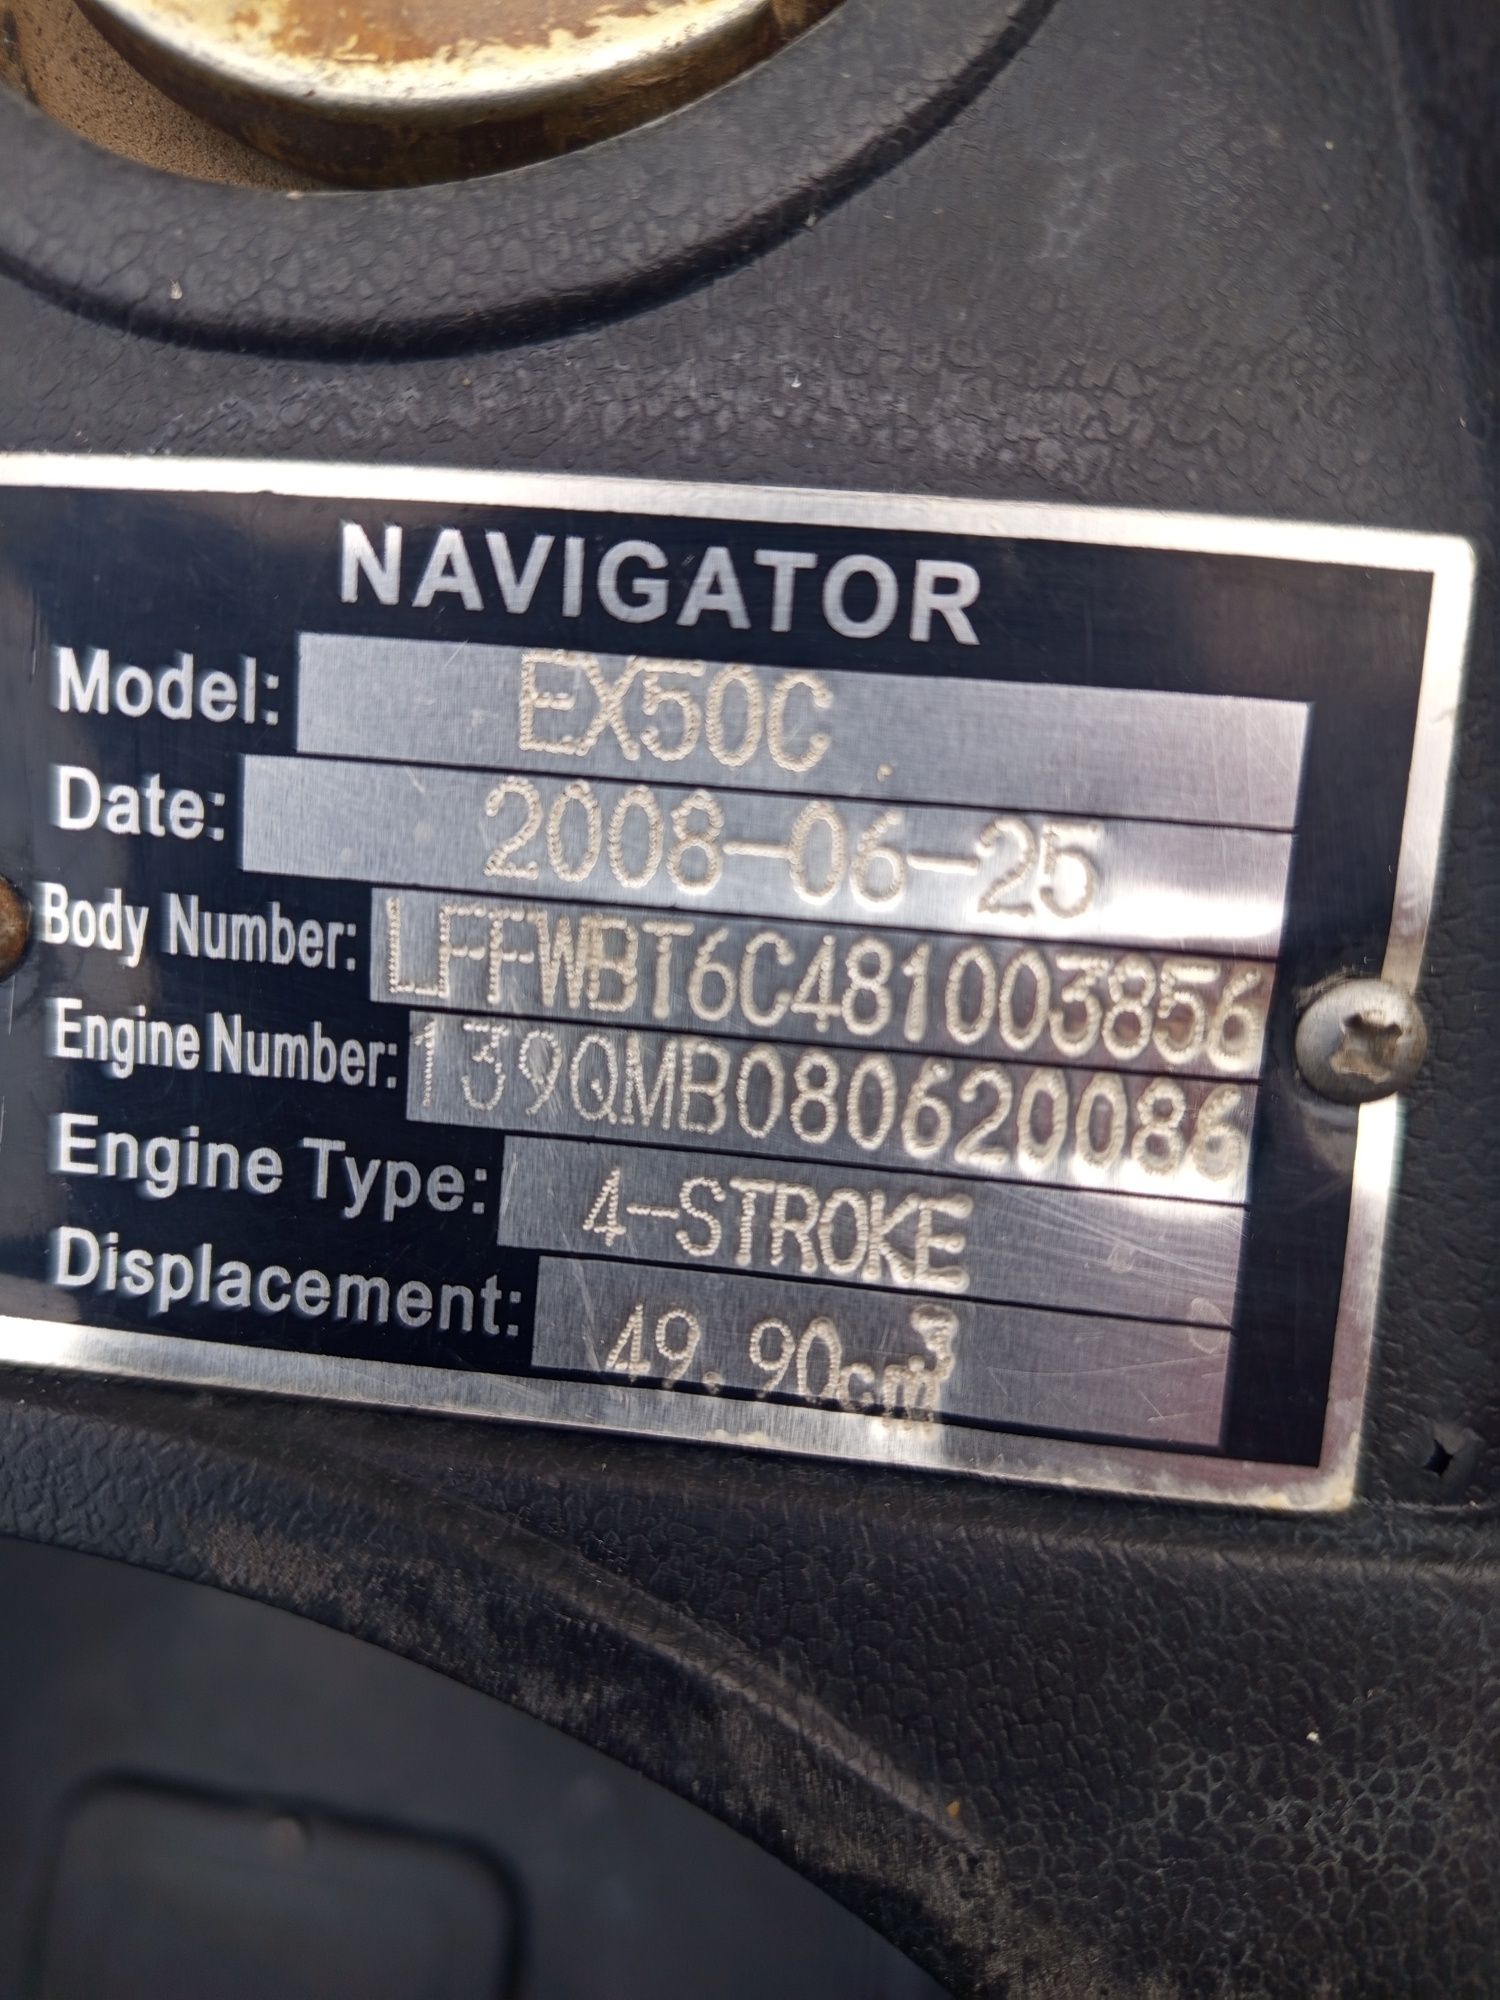 NAVIGATOR
Model: EX50C
Date: 2008-06-25
Body Number: LFFWBT6C481003856
Engine Number: 139QMB080620086
Engine Type: 4-STROKE
Displacement: 49.90cm³